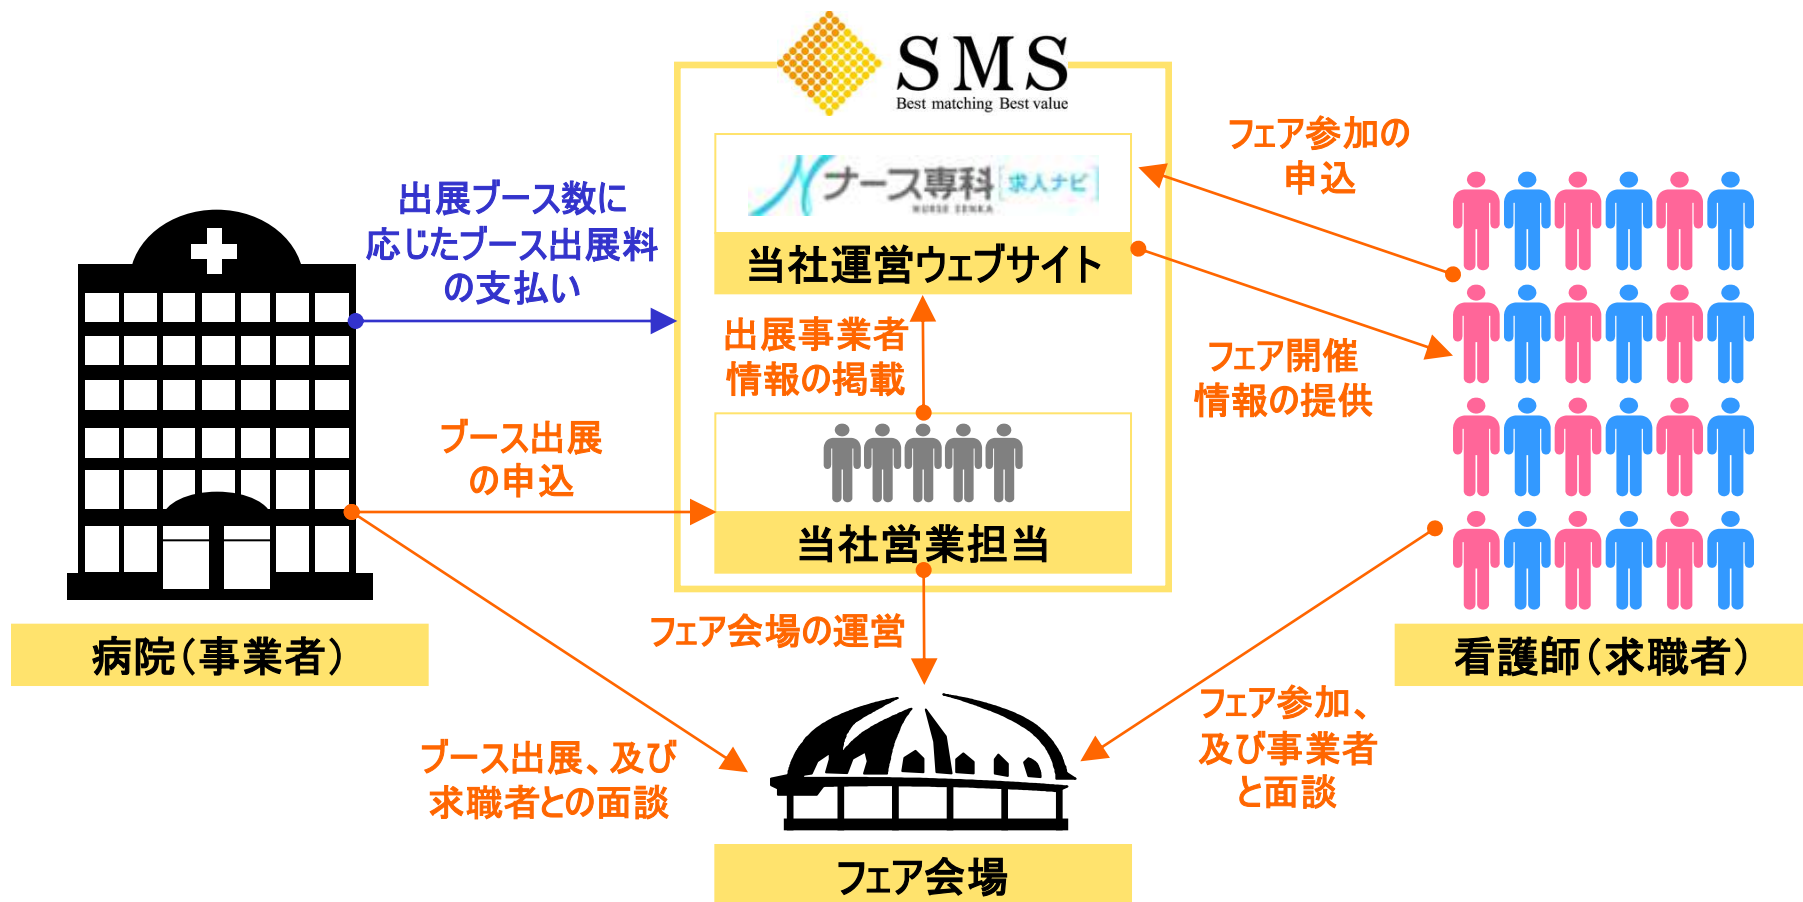 SMS
Best matching Best value
ナース専科[求人ナビ]
NURSE SENKA
当社運営ウェブサイト
出展ブース数に
応じたブース出展料
の支払い
出展事業者
情報の掲載
フェア参加の
申込
フェア開催
情報の提供
ブース出展
の申込
当社営業担当
フェア会場の運営
病院(事業者)
看護師(求職者)
ブース出展、及び
求職者との面談
フェア参加、
及び事業者
と面談
フェア会場